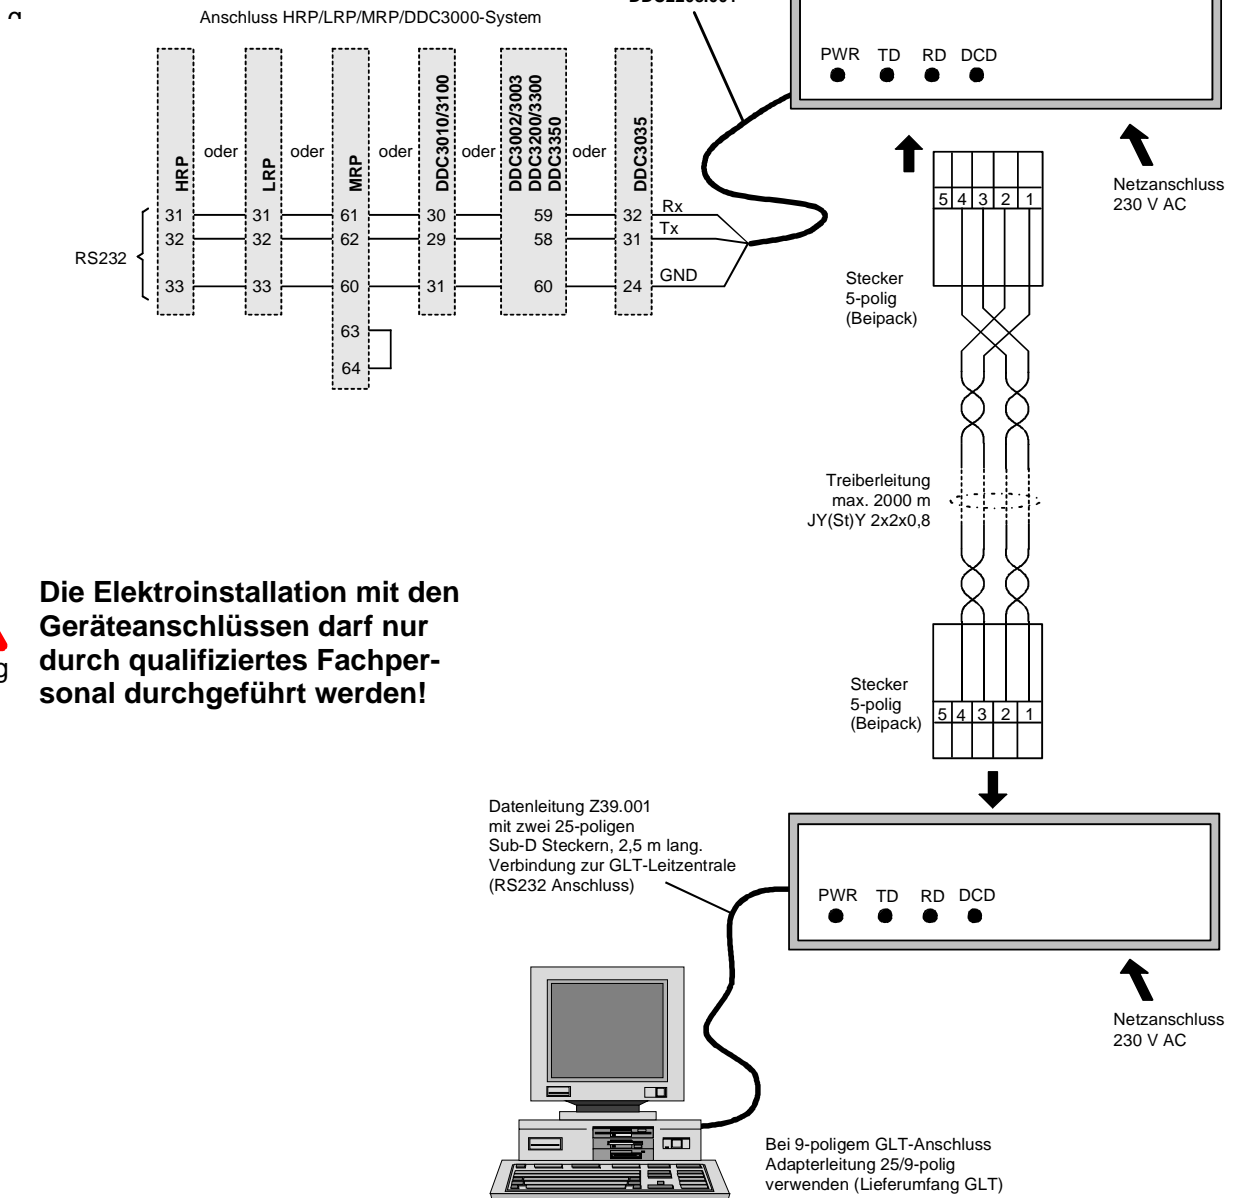 Anschluss HRP/LRP/MRP/DDC3000-System
PWR TD RD DCD
HRP oder LRP oder MRP oder DDC3010/3100 oder DDC3002/3003 DDC3200/3300 DDC3350 oder DDC3035
31 31 61 30 59 32 Rx
32 32 62 29 58 31 Tx
RS232
33 33 60 31 60 24 GND
63
64
5 4 3 2 1
Netzanschluss
230 V AC
Stecker
5-polig
(Beipack)
Treiberleitung
max. 2000 m
JY(St)Y 2x2x0,8
Die Elektroinstallation mit den
Geräteanschlüssen darf nur
durch qualifiziertes Fachper-
sonal durchgeführt werden!
Stecker
5-polig
(Beipack)
5 4 3 2 1
Datenleitung Z39.001
mit zwei 25-poligen
Sub-D Steckern, 2,5 m lang.
Verbindung zur GLT-Leitzentrale
(RS232 Anschluss)
PWR TD RD DCD
Netzanschluss
230 V AC
Bei 9-poligem GLT-Anschluss
Adapterleitung 25/9-polig
verwenden (Lieferumfang GLT)